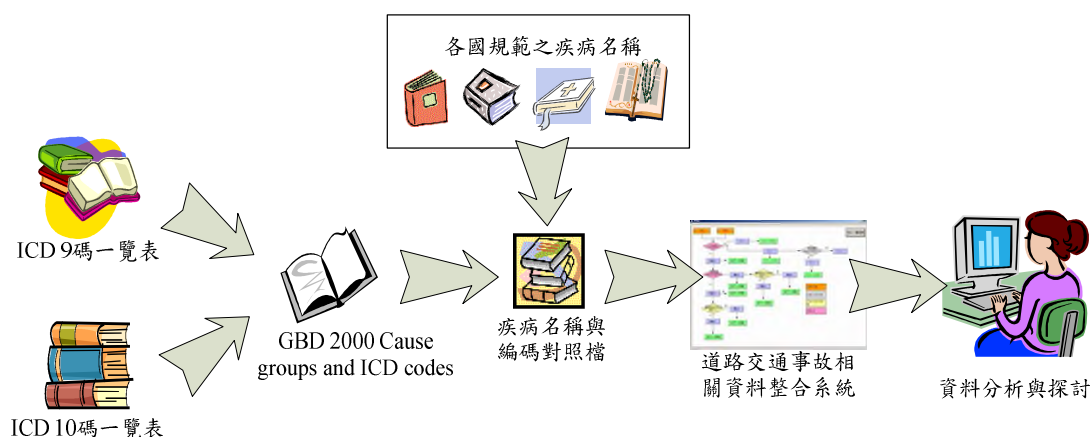 各國規範之疾病名稱
ICD 9碼一覽表
ICD 10碼一覽表
GBD 2000 Cause
groups and ICD codes
疾病名稱與
編碼對照檔
道路交通事故相
關資料整合系統
資料分析與探討